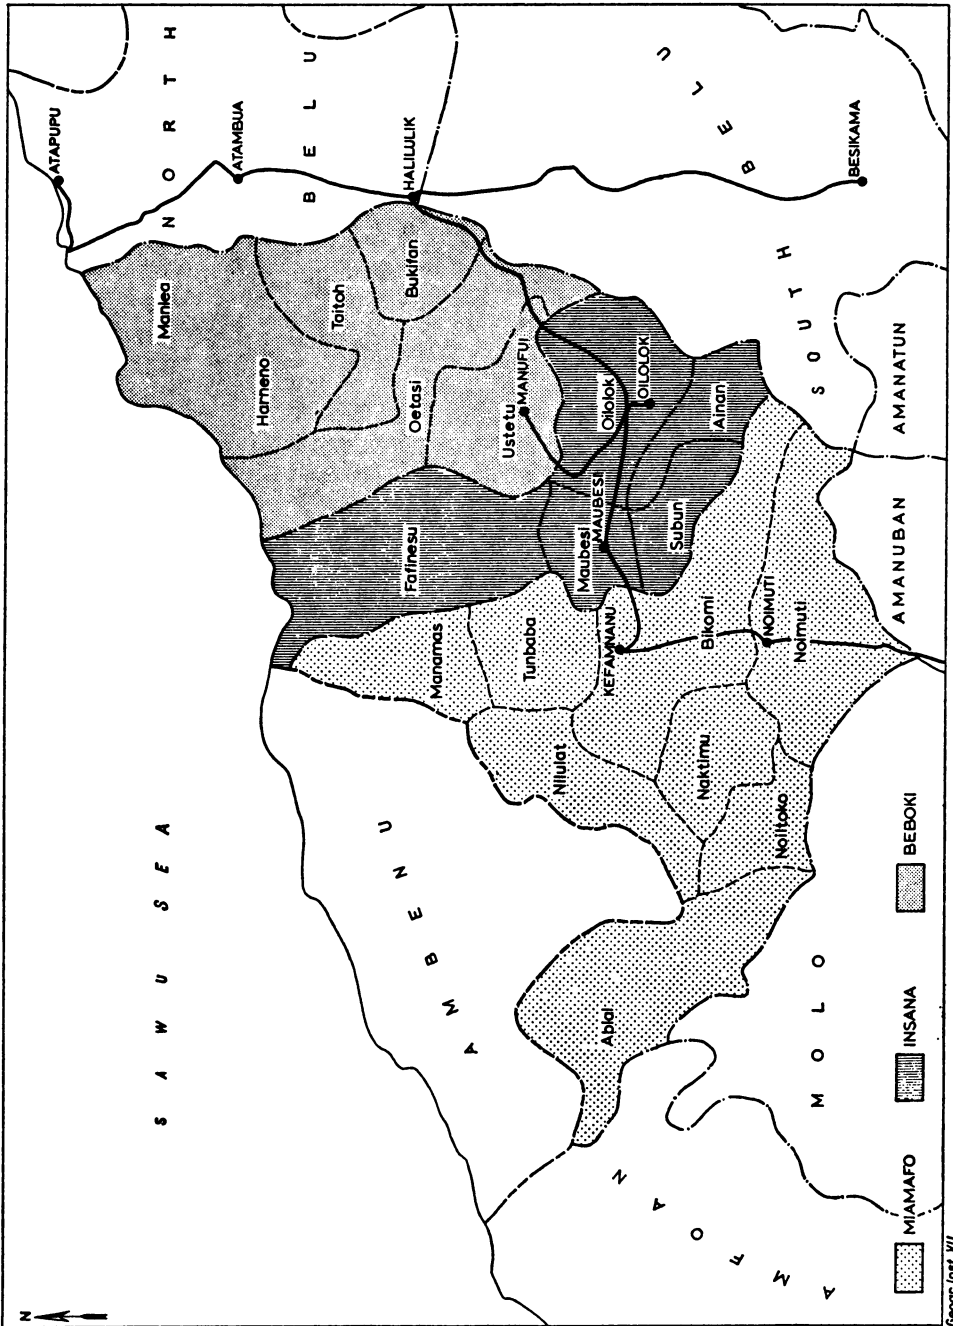 N
SAWU SEA
ATAPUPU
NORTH
BELU
ATAMBUA
HALILULIK
BELU
BESIKAMA
SOUTH
Manlea
Harneno
Taitoh
Bukifan
Oetasi
Ustetu
MANUFUI
Fafinesu
Oilolok
OILOLOK
Ainan
Maubesi
MAUBESI
Subun
Manamas
Tunbaba
KEFAMNANU
Bikomi
NOIMUTI
Noimuti
Nilulat
Naktimu
Noiltoko
Ablal
AMBENU
AMFOAN
MOLO
AMANUBAN
AMANATUN
MIAMAFO
INSANA
BEBOKI